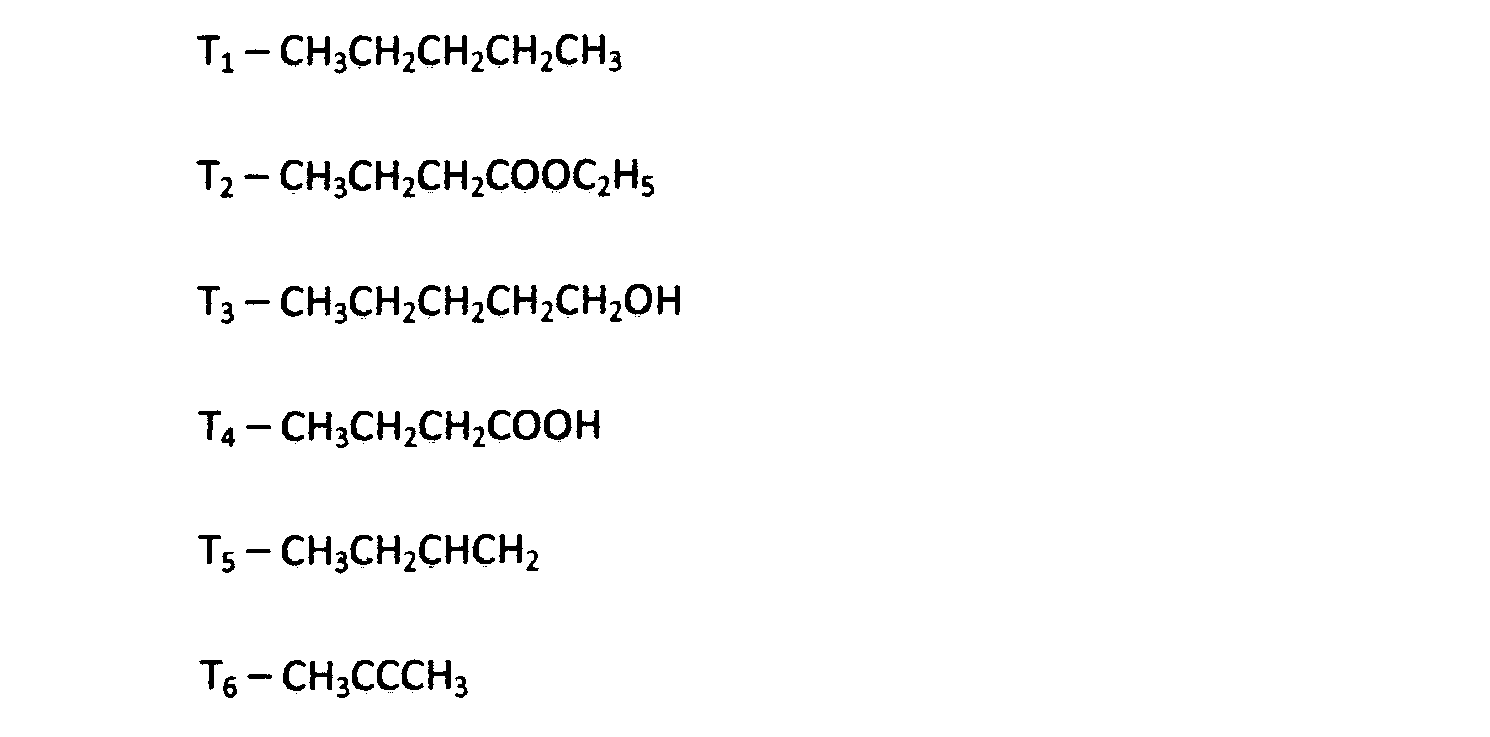 T₁ – CH₃CH₂CH₂CH₂CH₃
T₂ – CH₃CH₂CH₂COOC₂H₅
T₃ – CH₃CH₂CH₂CH₂CH₂OH
T₄ – CH₃CH₂CH₂COOH
T₅ – CH₃CH₂CHCH₂
T₆ – CH₃CCCH₃